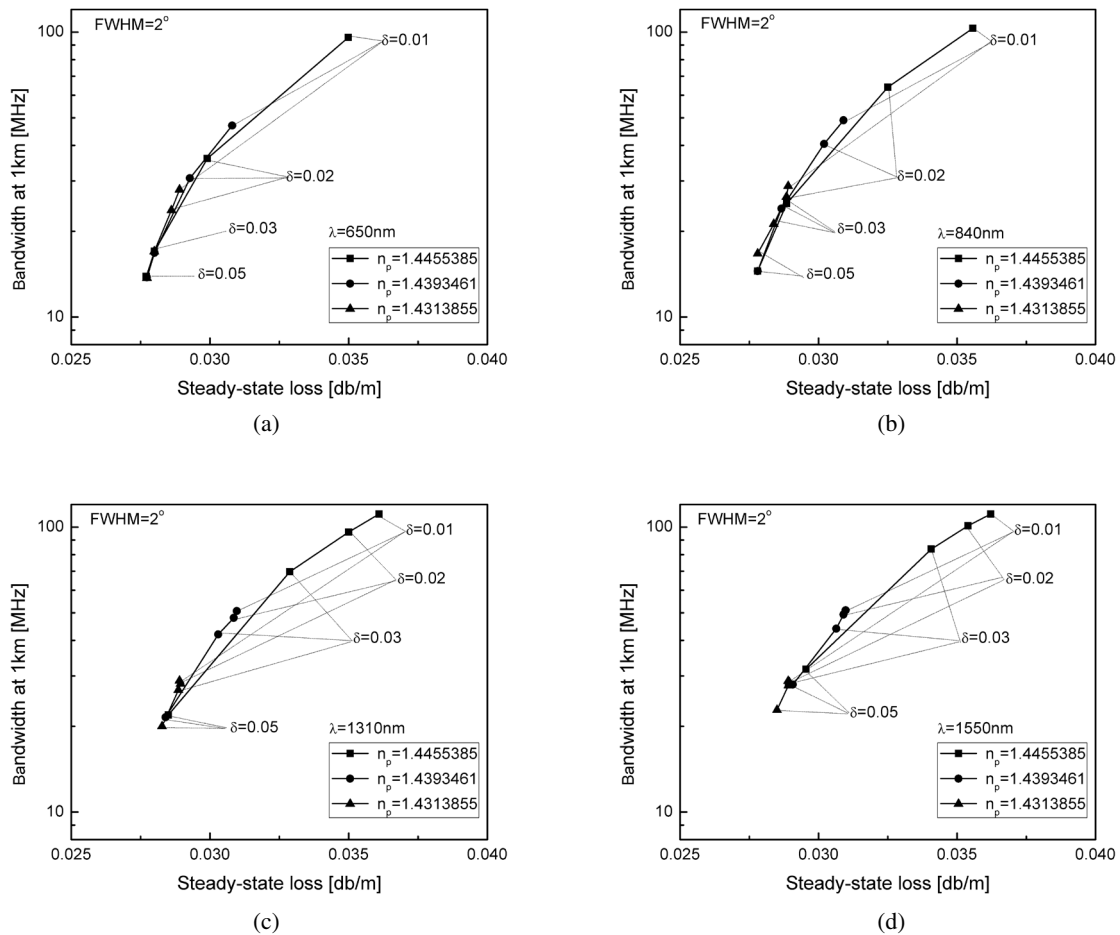 FWHM=2°
100
10
Bandwidth at 1km [MHz]
δ=0.01
δ=0.02
δ=0.03
δ=0.05
λ=650nm
n_p=1.4455385
n_p=1.4393461
n_p=1.4313855
0.025 0.030 0.035 0.040
Steady-state loss [db/m]
(a)
FWHM=2°
100
10
Bandwidth at 1km [MHz]
δ=0.01
δ=0.02
δ=0.03
δ=0.05
λ=840nm
n_p=1.4455385
n_p=1.4393461
n_p=1.4313855
0.025 0.030 0.035 0.040
Steady-state loss [db/m]
(b)
FWHM=2°
100
10
Bandwidth at 1km [MHz]
δ=0.01
δ=0.02
δ=0.03
δ=0.05
λ=1310nm
n_p=1.4455385
n_p=1.4393461
n_p=1.4313855
0.025 0.030 0.035 0.040
Steady-state loss [db/m]
(c)
FWHM=2°
100
10
Bandwidth at 1km [MHz]
δ=0.01
δ=0.02
δ=0.03
δ=0.05
λ=1550nm
n_p=1.4455385
n_p=1.4393461
n_p=1.4313855
0.025 0.030 0.035 0.040
Steady-state loss [db/m]
(d)